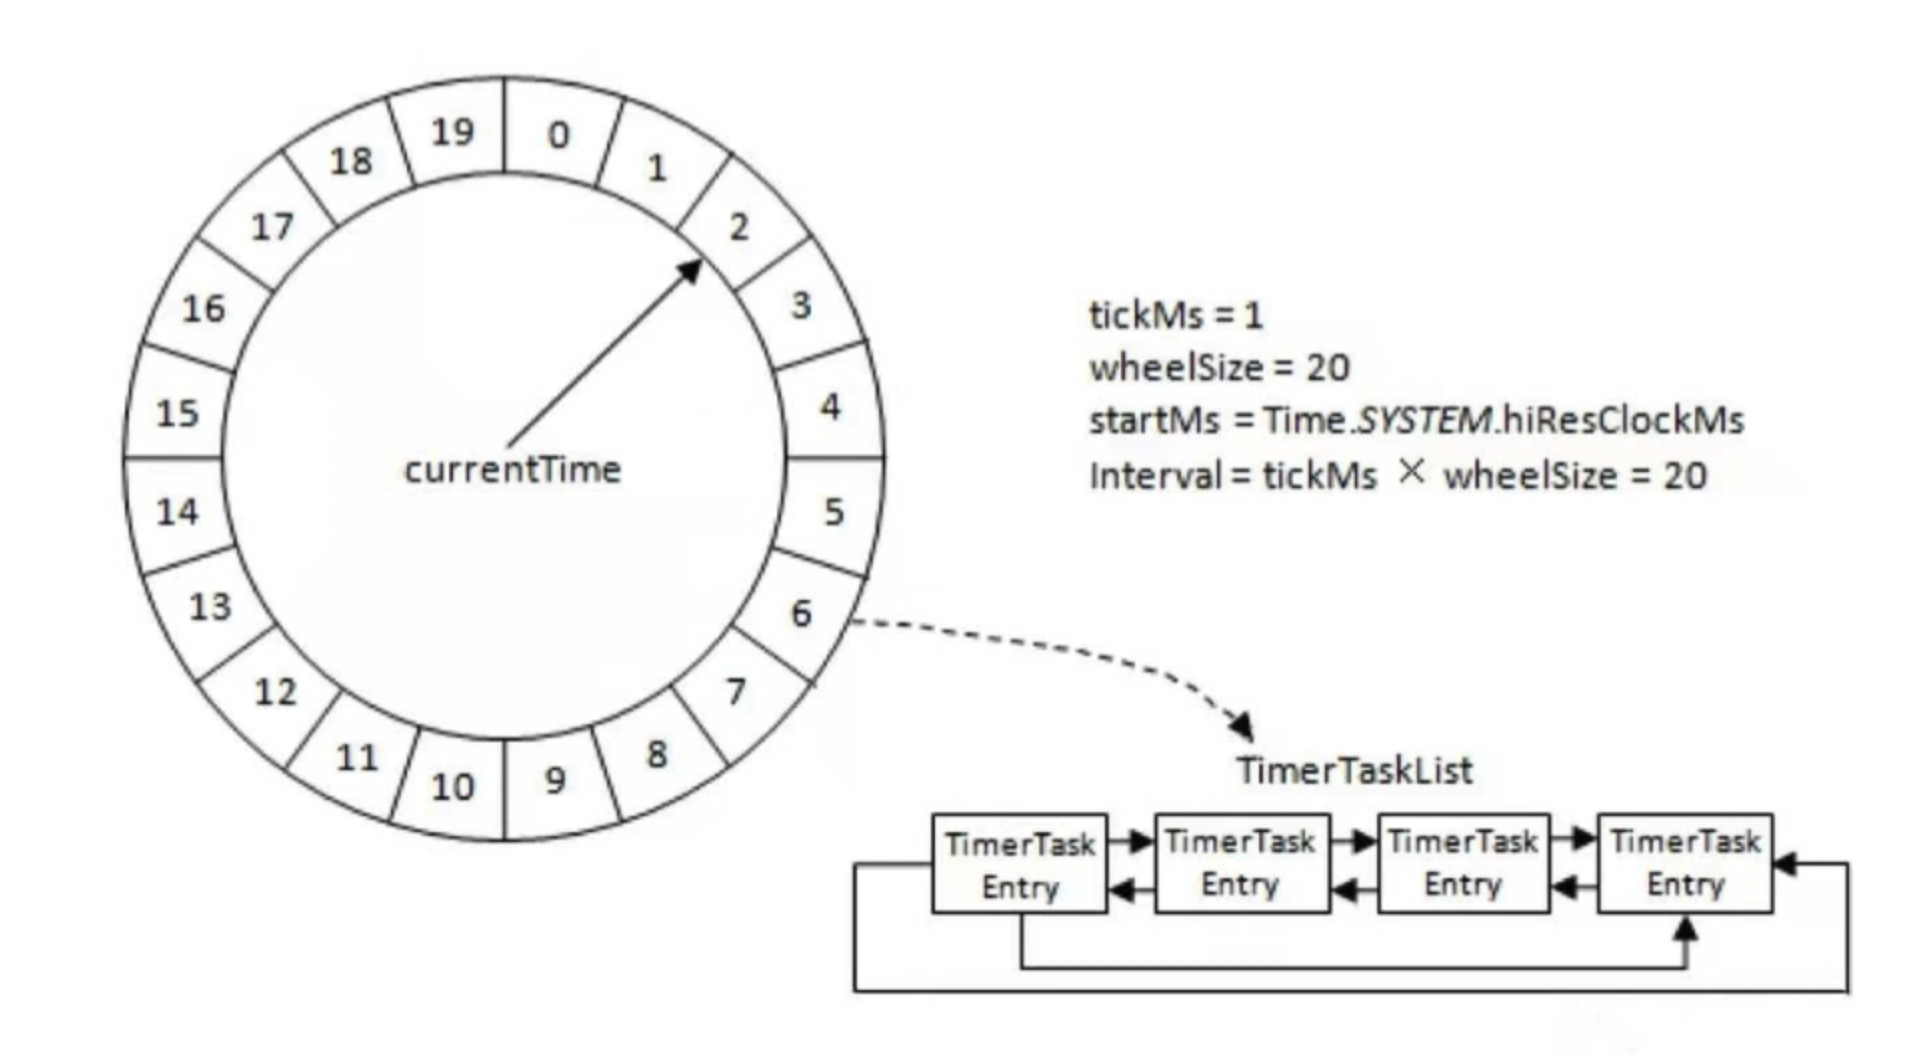 0
1
2
3
4
5
6
7
8
9
10
11
12
13
14
15
16
17
18
19
currentTime
tickMs = 1
wheelSize = 20
startMs = Time.SYSTEM.hiResClockMs
Interval = tickMs × wheelSize = 20
TimerTaskList
TimerTask
Entry
TimerTask
Entry
TimerTask
Entry
TimerTask
Entry